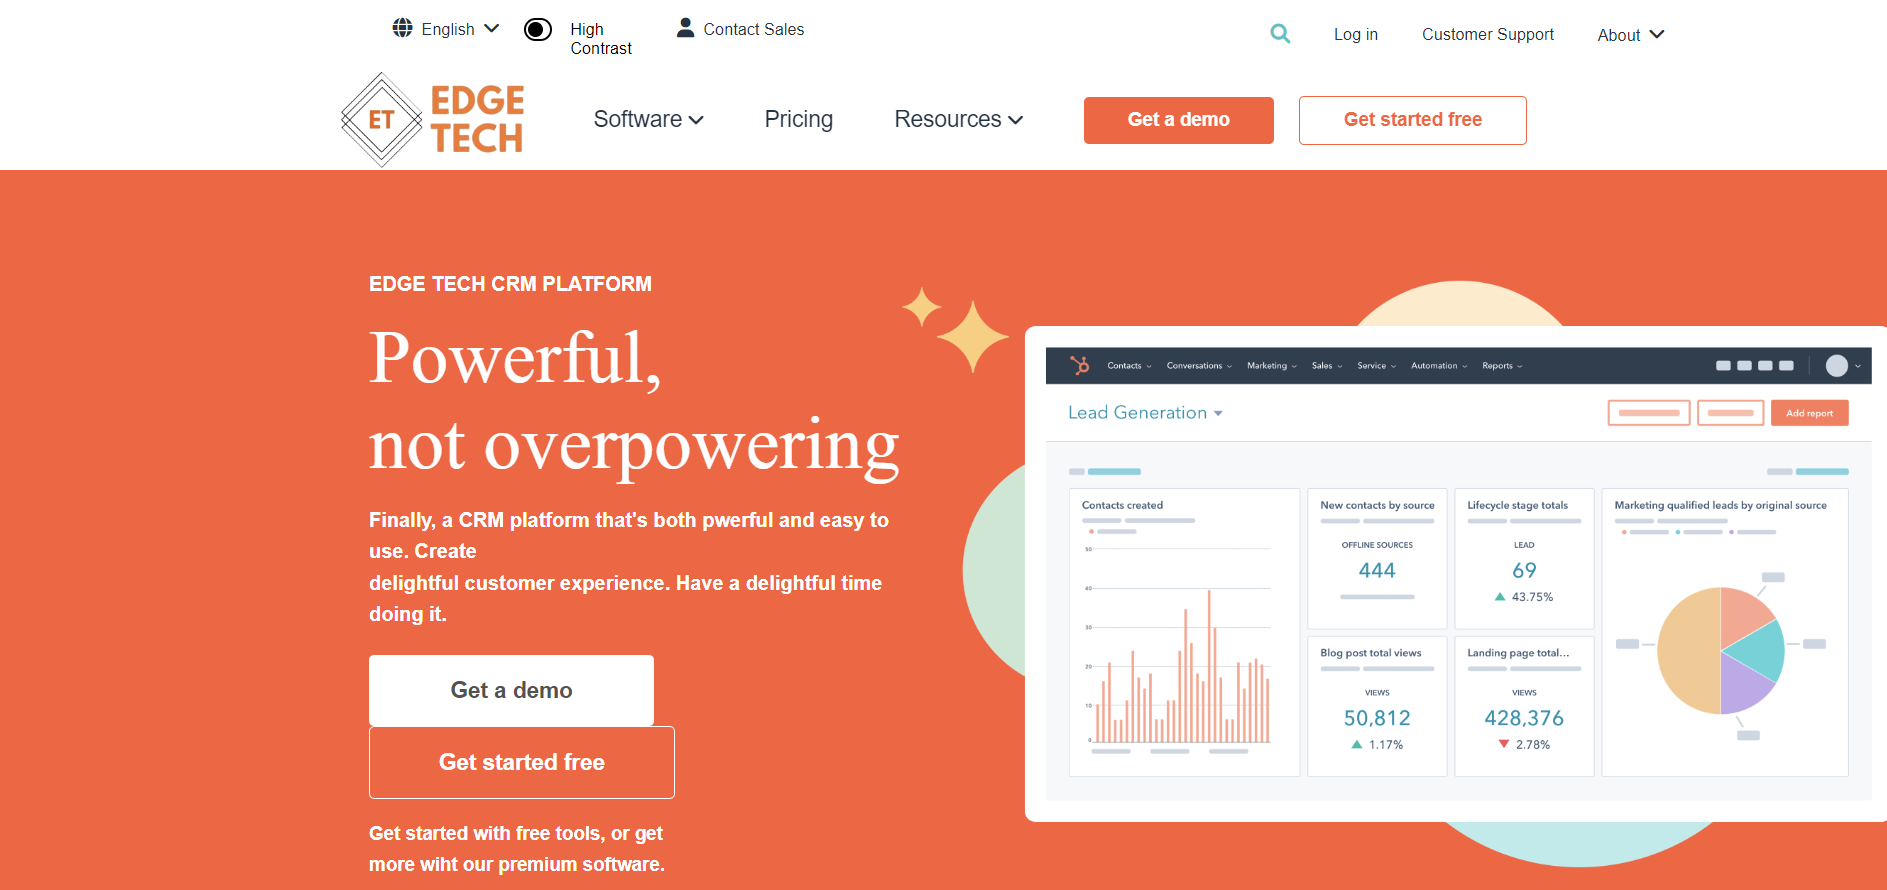 English
High
Contrast
Contact Sales
Log in
Customer Support
About
ET
EDGE
TECH
Software
Pricing
Resources
Get a demo
Get started free
EDGE TECH CRM PLATFORM
Powerful,
not overpowering
Finally, a CRM platform that's both pwerful and easy to
use. Create
delightful customer experience. Have a delightful time
doing it.
Get a demo
Get started free
Get started with free tools, or get
more wiht our premium software.
Contacts
Conversations
Marketing
Sales
Service
Automation
Reports
Lead Generation
Add report
Contacts created
50
40
30
20
10
0
New contacts by source
OFFLINE SOURCES
444
Lifecycle stage totals
LEAD
69
43.75%
Blog post total views
VIEWS
50,812
1.17%
Landing page total...
VIEWS
428,376
2.78%
Marketing qualified leads by original source